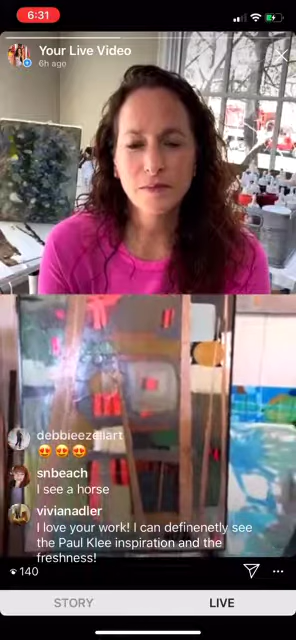 6:31
Your Live Video
6h ago
debbieezellart
😍😍😍
snbeach
I see a horse
vivianadler
I love your work! I can definenetly see
the Paul Klee inspiration and the
freshness!
140
STORY LIVE